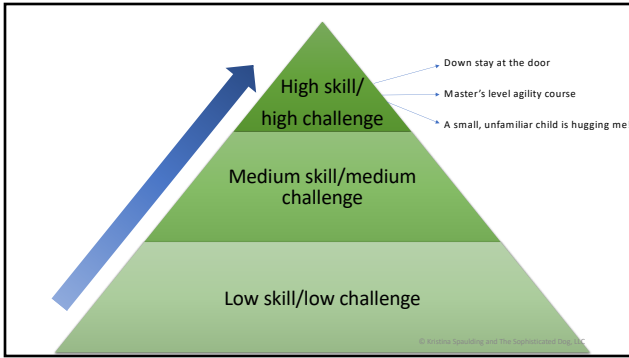 High skill/
high challenge
Down stay at the door
Master's level agility course
A small, unfamiliar child is hugging me!
Medium skill/medium
challenge
Low skill/low challenge
© Kristina Spaulding and The Sophisticated Dog, LLC